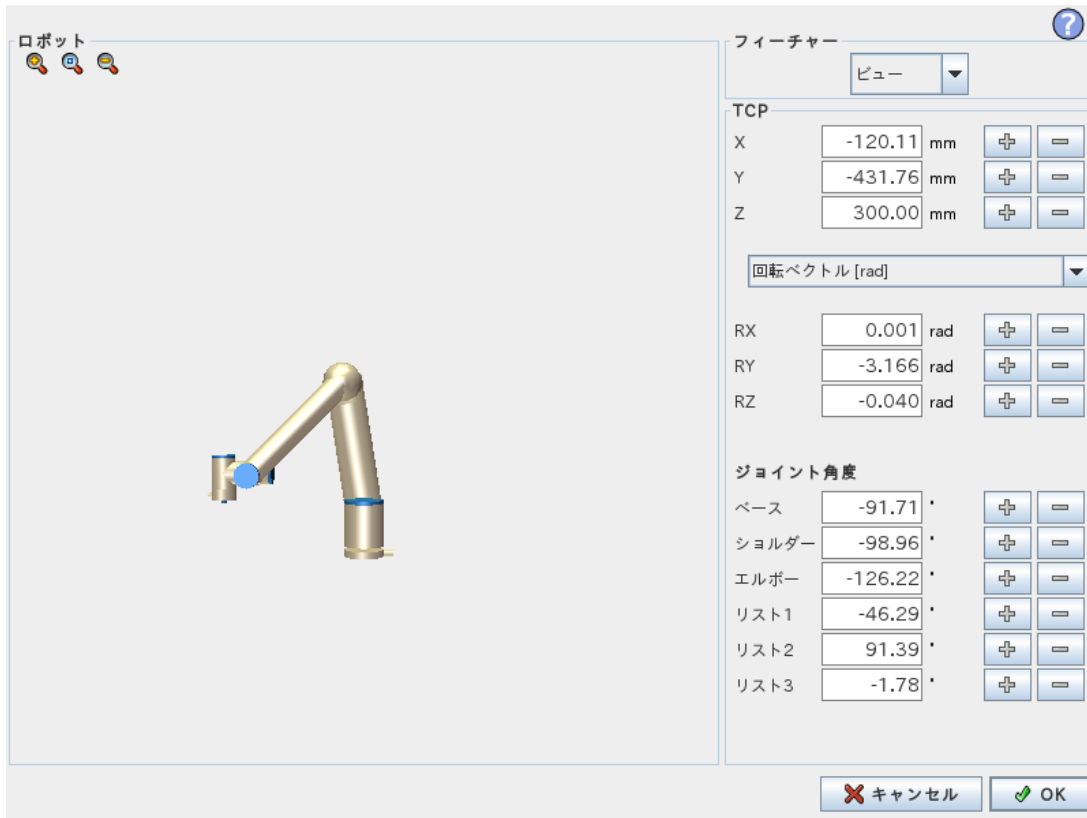 ロボット
フィーチャー
?
ビュー
TCP
X -120.11 mm
Y -431.76 mm
Z 300.00 mm
回転ベクトル [rad]
RX 0.001 rad
RY -3.166 rad
RZ -0.040 rad
ジョイント角度
ベース -91.71 °
ショルダー -98.96 °
エルボー -126.22 °
リスト1 -46.29 °
リスト2 91.39 °
リスト3 -1.78 °
キャンセル OK